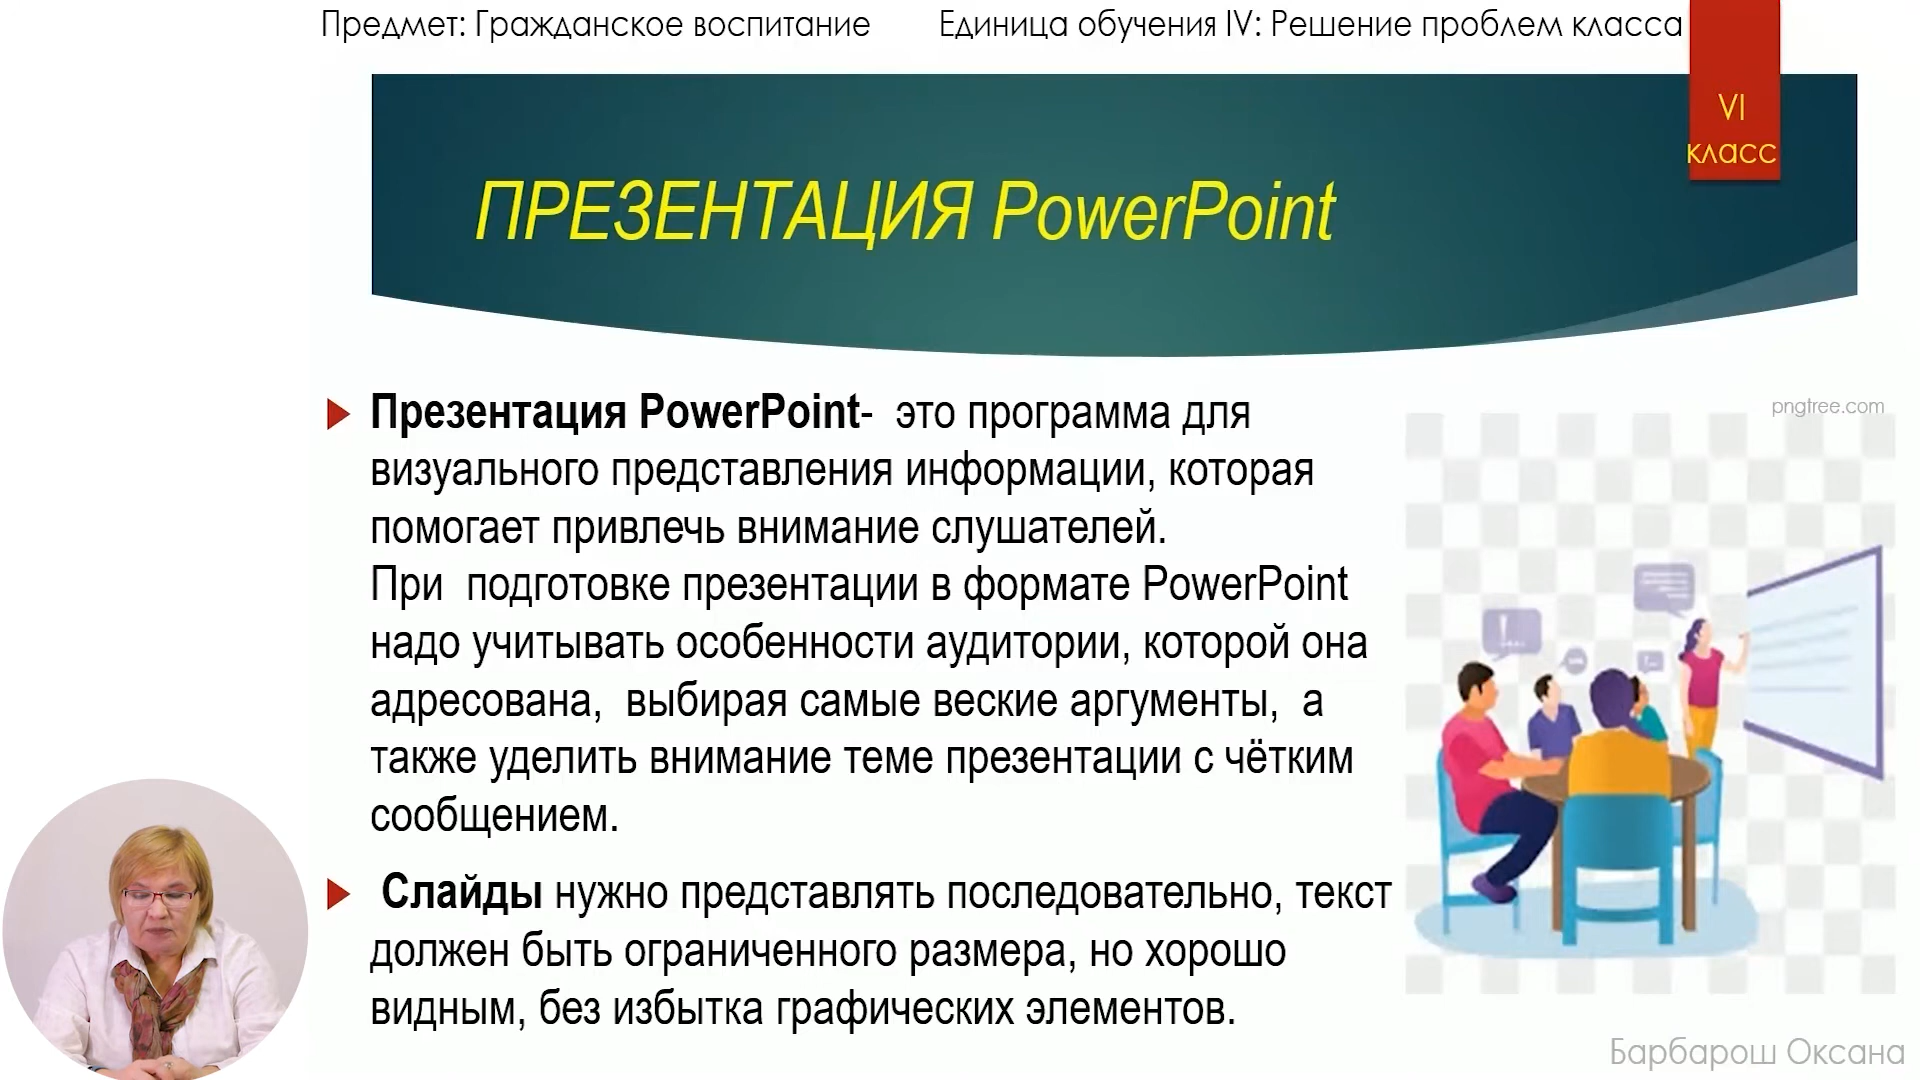 Предмет: Гражданское воспитание
Единица обучения IV: Решение проблем класса
VI
класс
ПРЕЗЕНТАЦИЯ PowerPoint
Презентация PowerPoint- это программа для
визуального представления информации, которая
помогает привлечь внимание слушателей.
При подготовке презентации в формате PowerPoint
надо учитывать особенности аудитории, которой она
адресована, выбирая самые веские аргументы, а
также уделить внимание теме презентации с чётким
сообщением.
Слайды нужно представлять последовательно, текст
должен быть ограниченного размера, но хорошо
видным, без избытка графических элементов.
pngtree.com
Барбарош Оксана